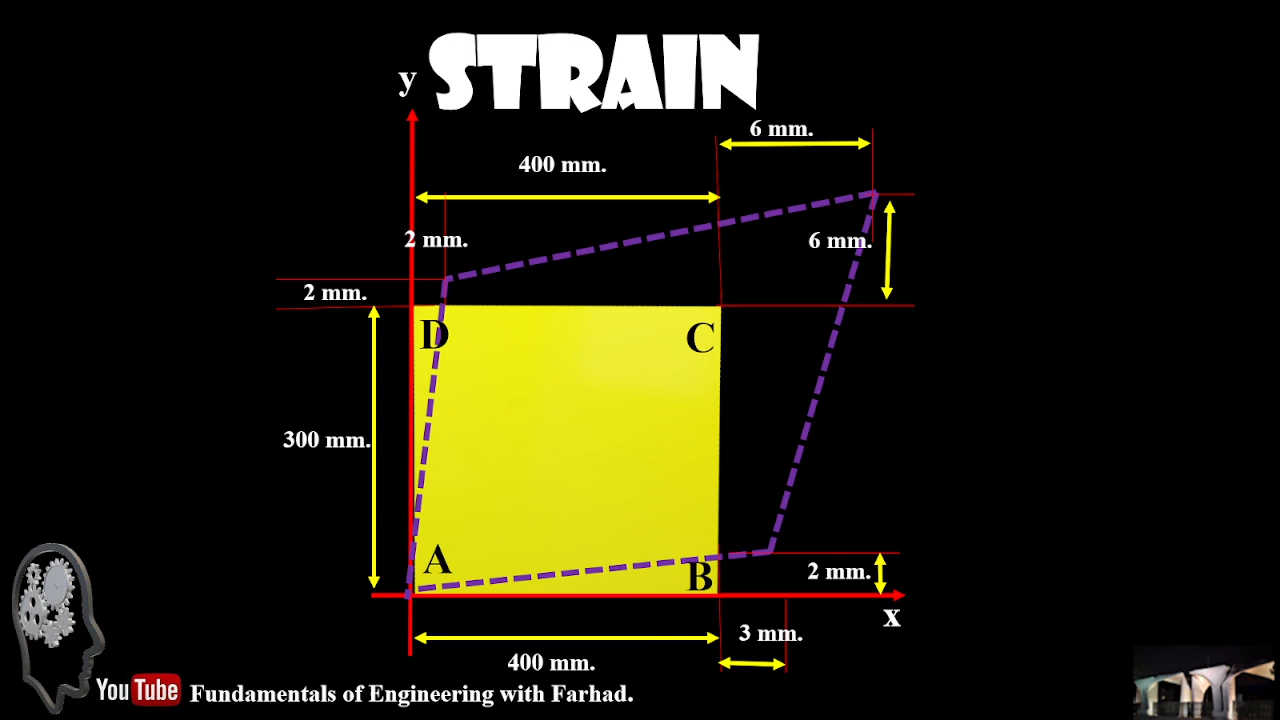 STRAIN
y
6 mm.
400 mm.
2 mm.
6 mm.
2 mm.
D
C
300 mm.
A
B
2 mm.
x
3 mm.
400 mm.
YouTube Fundamentals of Engineering with Farhad.